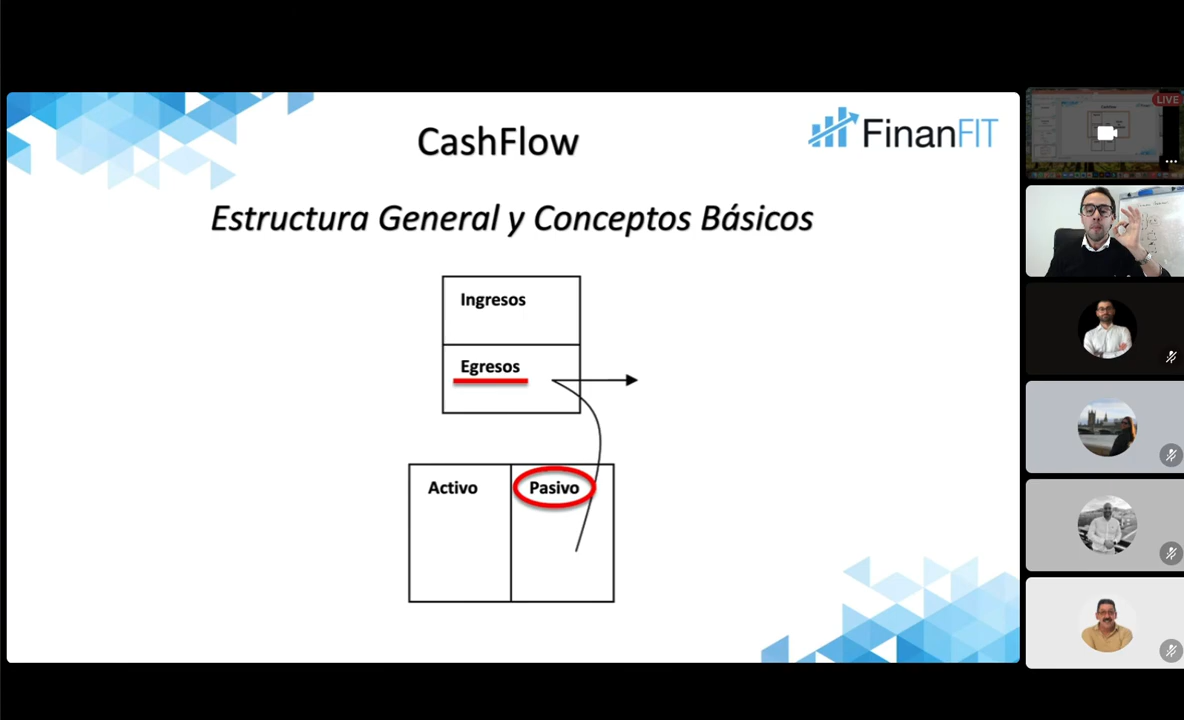 CashFlow
FinanFIT
Estructura General y Conceptos Básicos
Ingresos
Egresos
Activo
Pasivo
LIVE